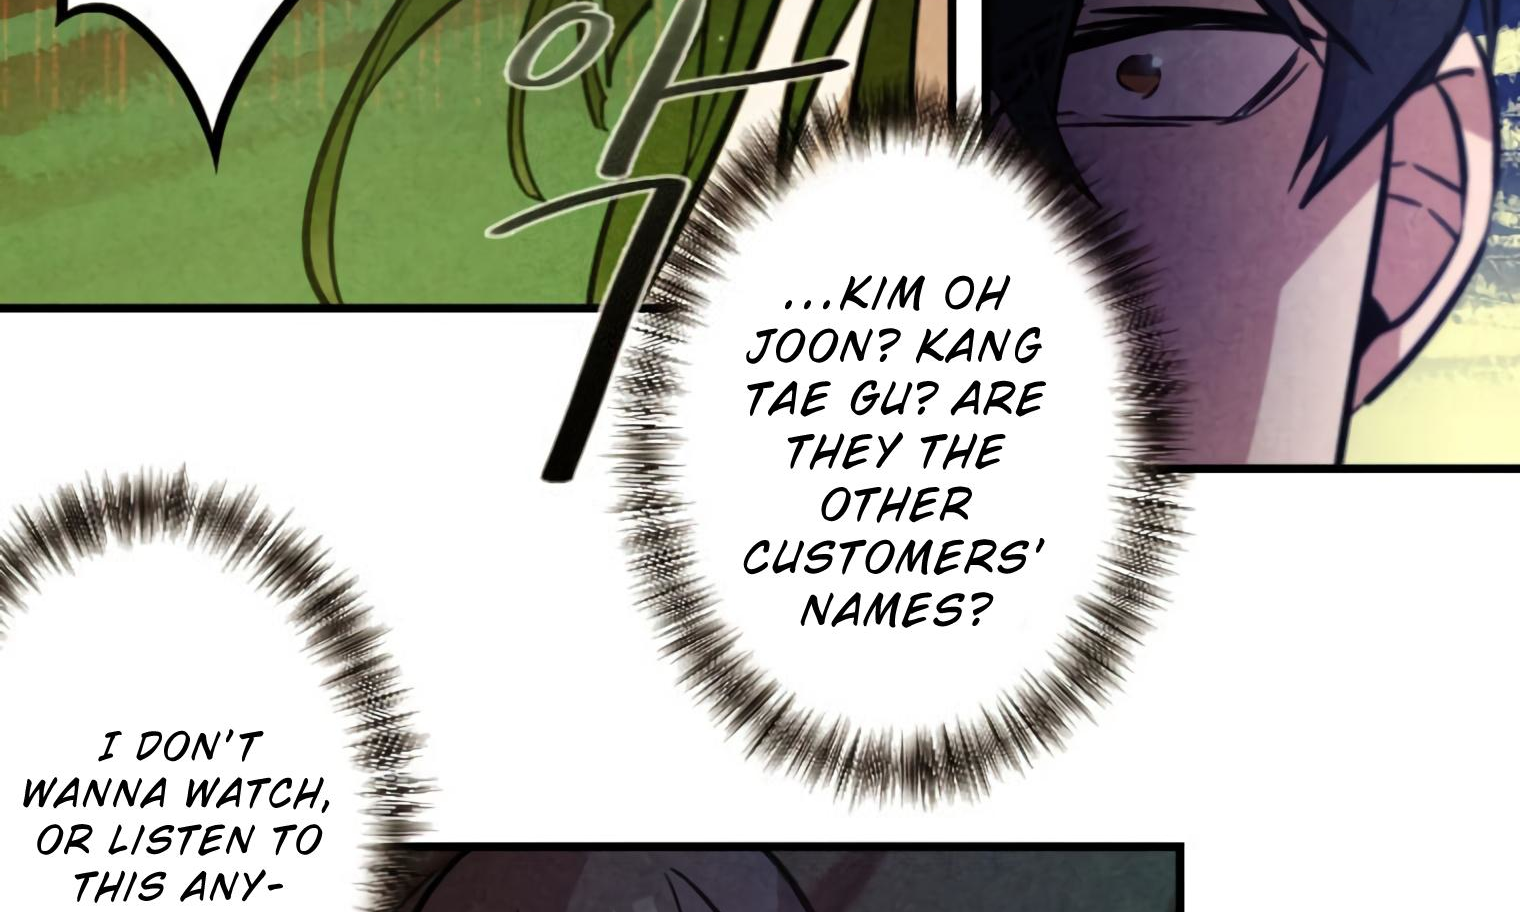 아
...KIM OH
JOON? KANG
TAE GU? ARE
THEY THE
OTHER
CUSTOMERS'
NAMES?
I DON'T
WANNA WATCH,
OR LISTEN TO
THIS ANY-